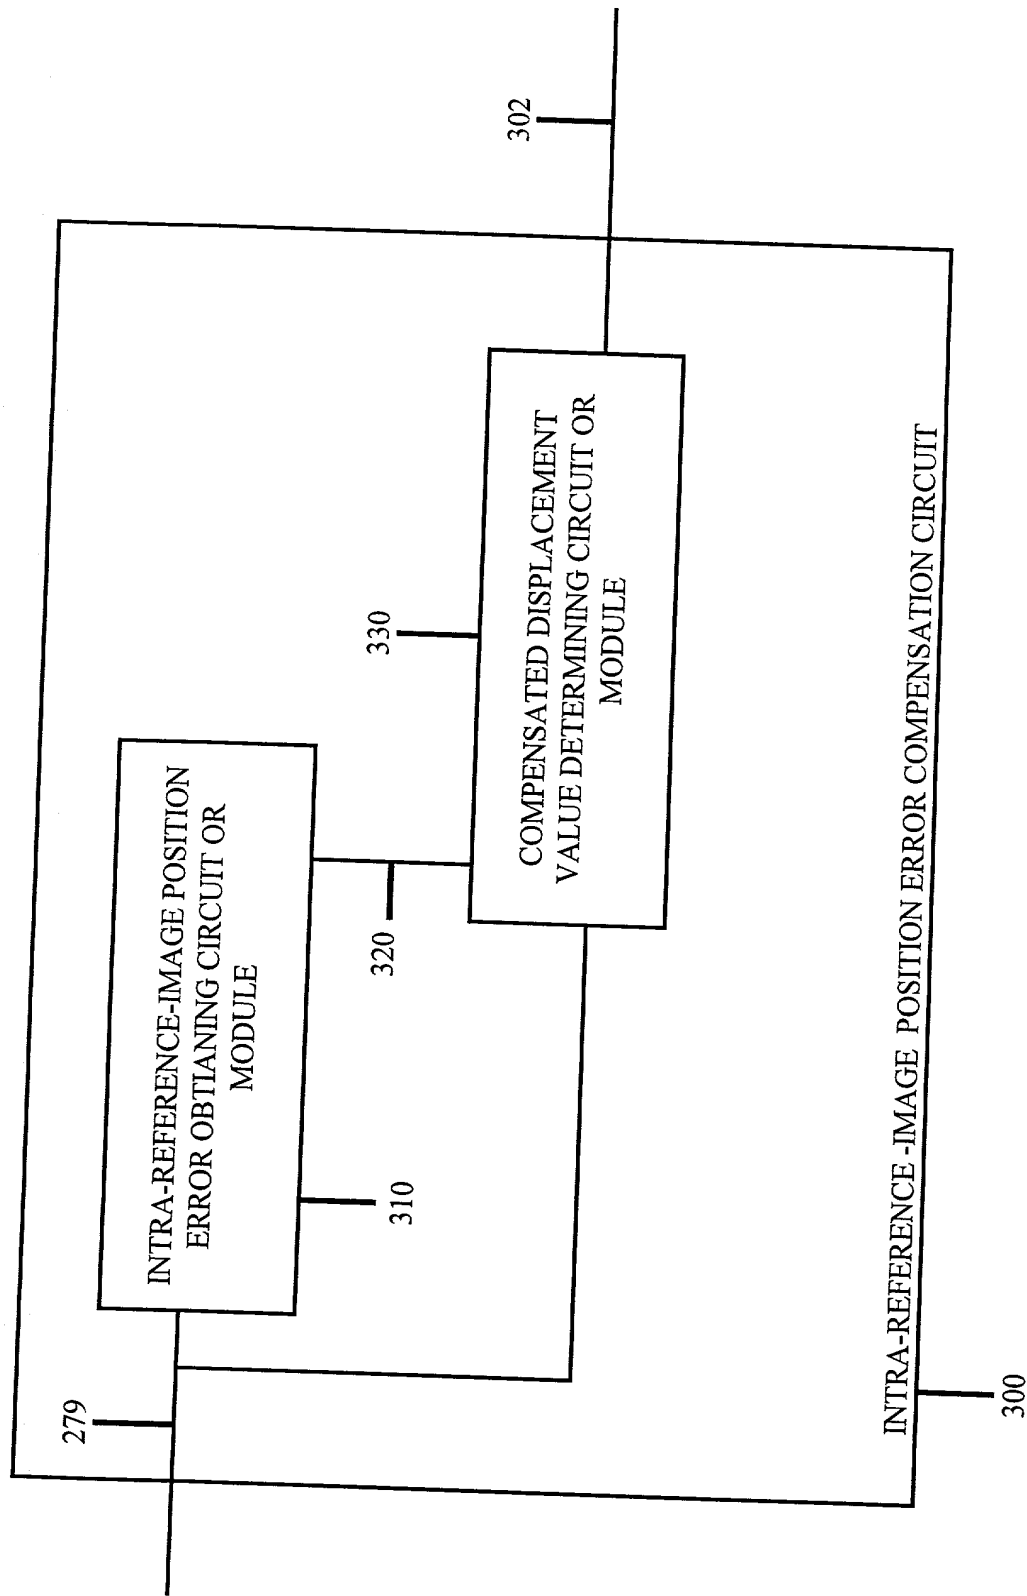 279
INTRA-REFERENCE-IMAGE POSITION
ERROR OBTIANING CIRCUIT OR
MODULE
310
320
330
COMPENSATED DISPLACEMENT
VALUE DETERMINING CIRCUIT OR
MODULE
302
INTRA-REFERENCE -IMAGE POSITION ERROR COMPENSATION CIRCUIT
300